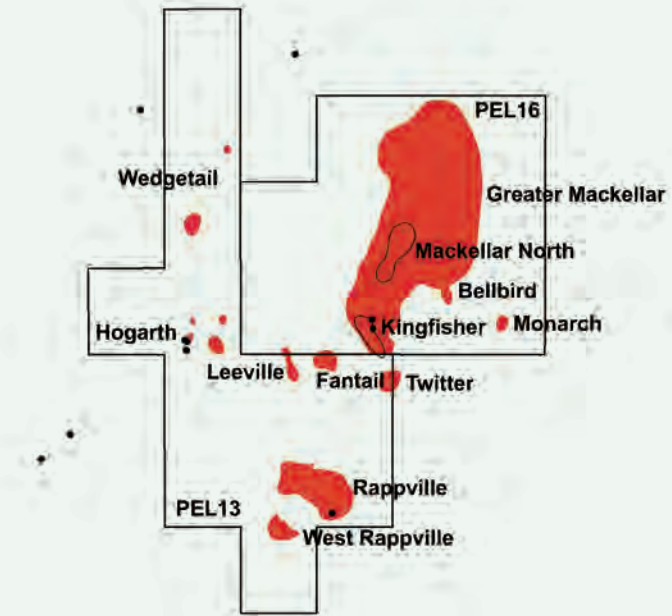 PEL16
Wedgetail
Greater Mackellar
Mackellar North
Bellbird
Hogarth
Kingfisher
Monarch
Leeville
Fantail
Twitter
Rappville
PEL13
West Rappville